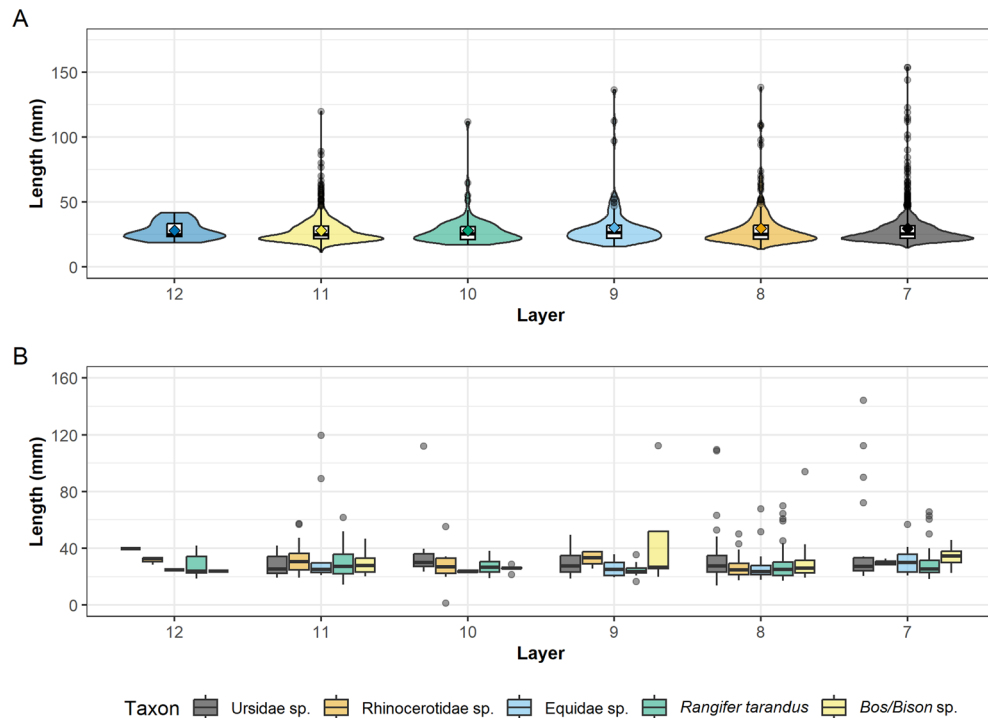 A
Length (mm)
150
100
50
0
12 11 10 9 8 7
Layer
B
Length (mm)
160
120
80
40
0
12 11 10 9 8 7
Layer
Taxon Ursidae sp. Rhinocerotidae sp. Equidae sp. Rangifer tarandus Bos/Bison sp.